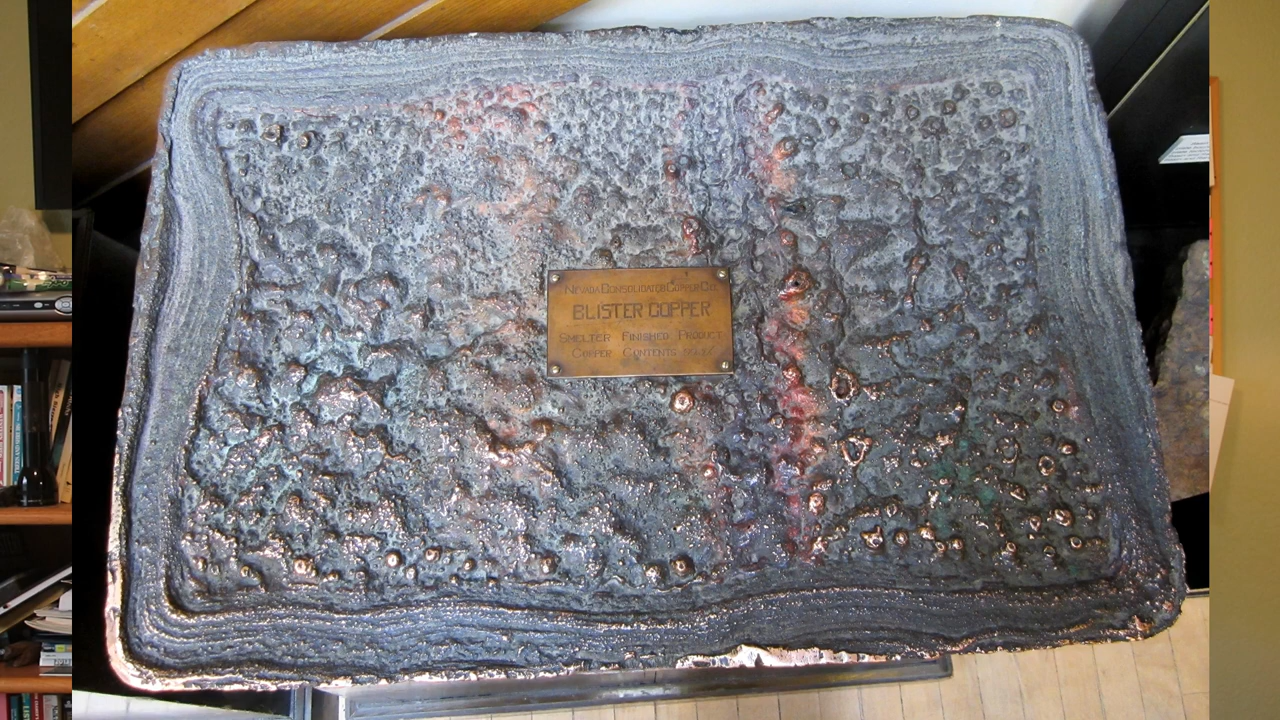 Nevada Consolidated Copper Co.
BLISTER COPPER
Smelter Finished Product
Copper Contents